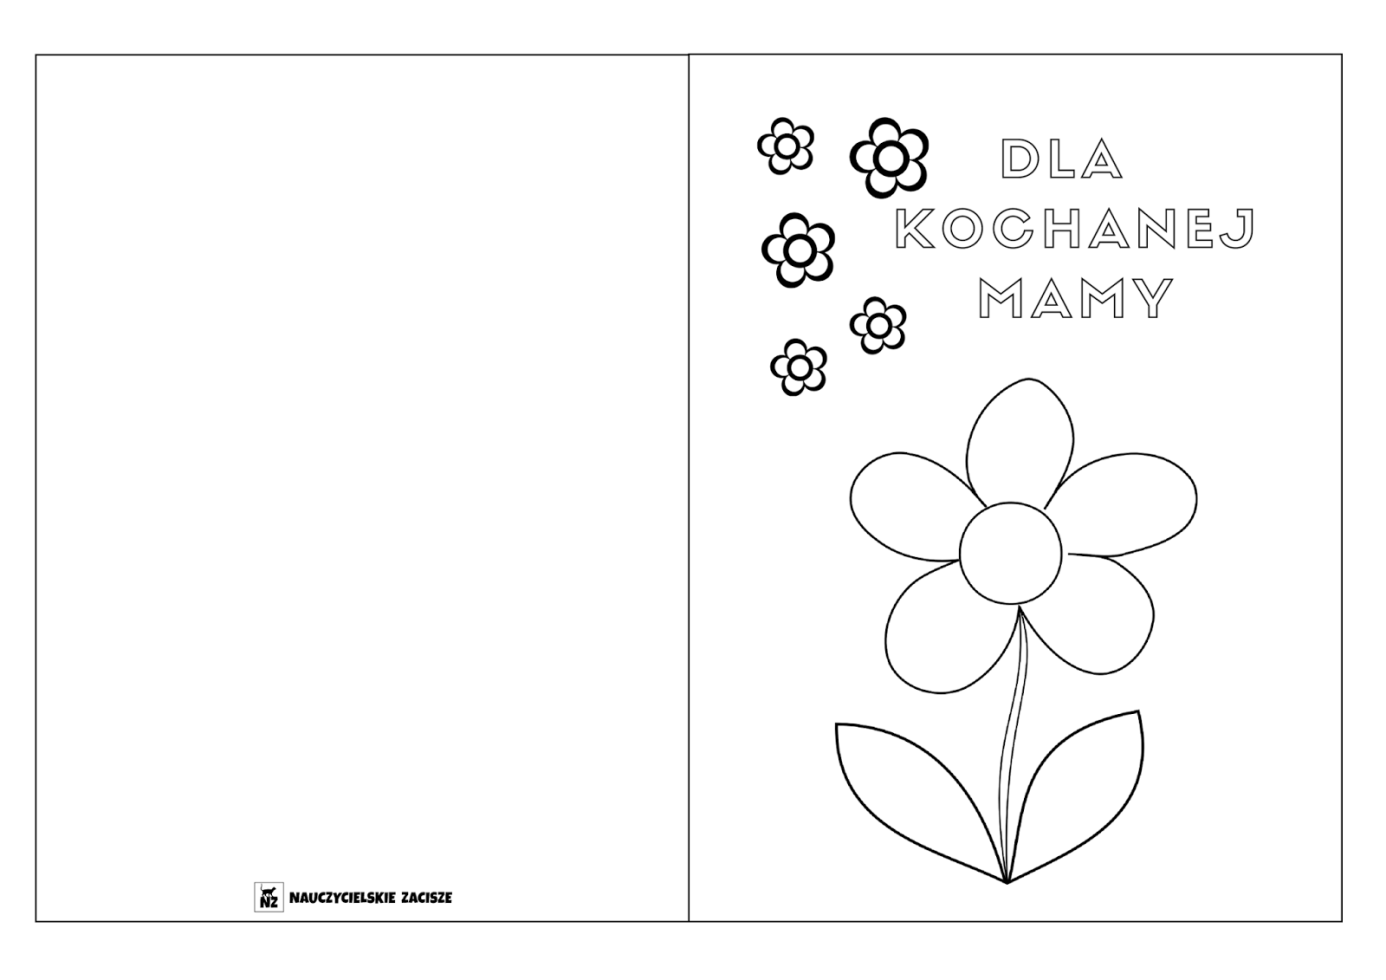 DLA
KOCHANEJ
MAMY
NZ NAUCZYCIELSKIE ZACISZE